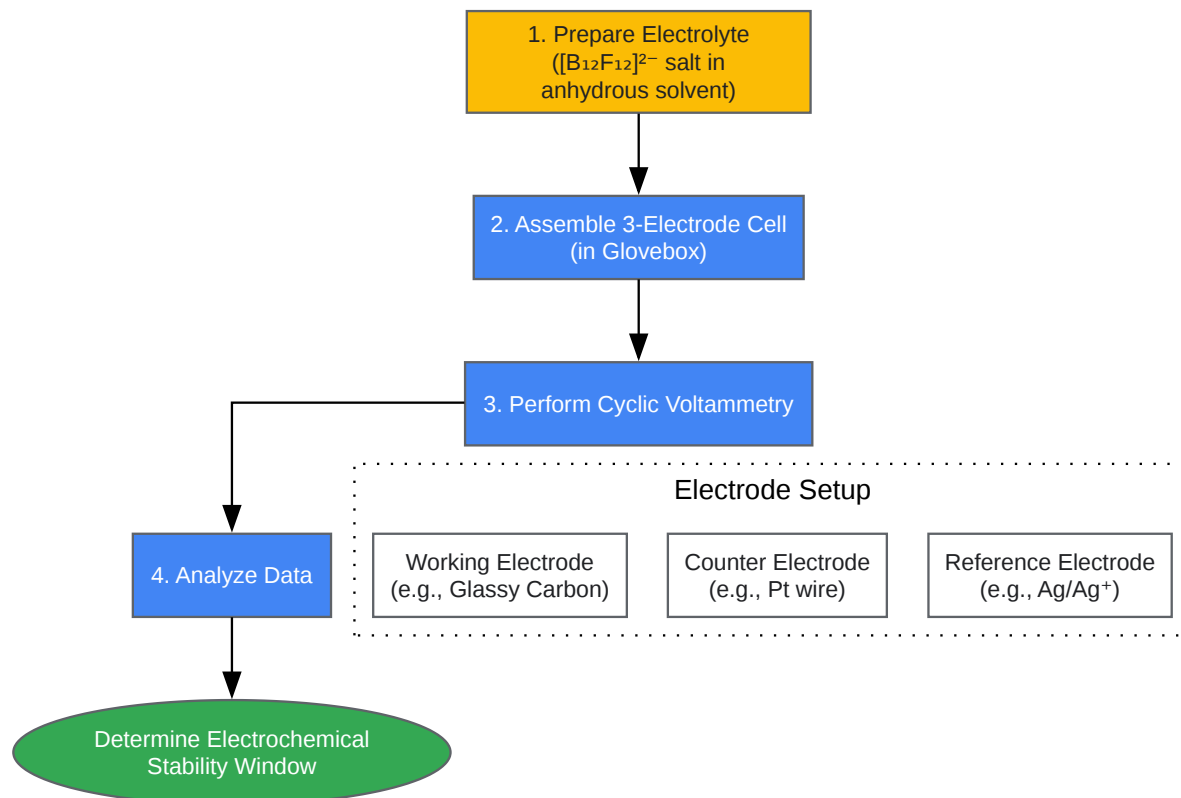 1. Prepare Electrolyte
([B₁₂F₁₂]²⁻ salt in
anhydrous solvent)
2. Assemble 3-Electrode Cell
(in Glovebox)
3. Perform Cyclic Voltammetry
Electrode Setup
4. Analyze Data
Working Electrode
(e.g., Glassy Carbon)
Counter Electrode
(e.g., Pt wire)
Reference Electrode
(e.g., Ag/Ag⁺)
Determine Electrochemical
Stability Window